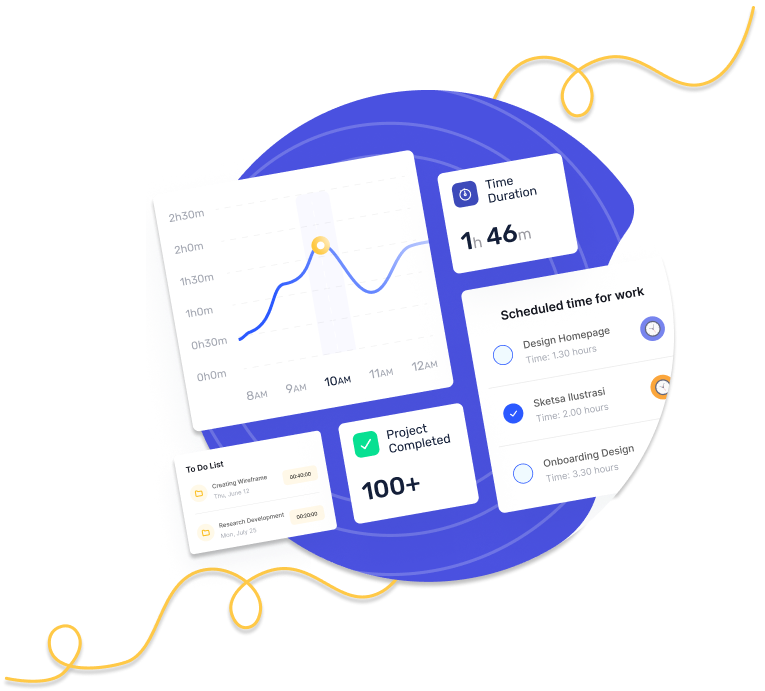 2h30m
2h0m
1h30m
1h0m
0h30m
0h0m
8AM 9AM 10AM 11AM 12AM
Time
Duration
1h 46m
Scheduled time for work
Design Homepage
Time: 1.30 hours
Sketsa Ilustrasi
Time: 2.00 hours
Onboarding Design
Time: 3.30 hours
Project
Completed
100+
To Do List
Creating Wireframe
Thu, June 12
00:40:00
Research Development
Mon, July 25
00:20:00